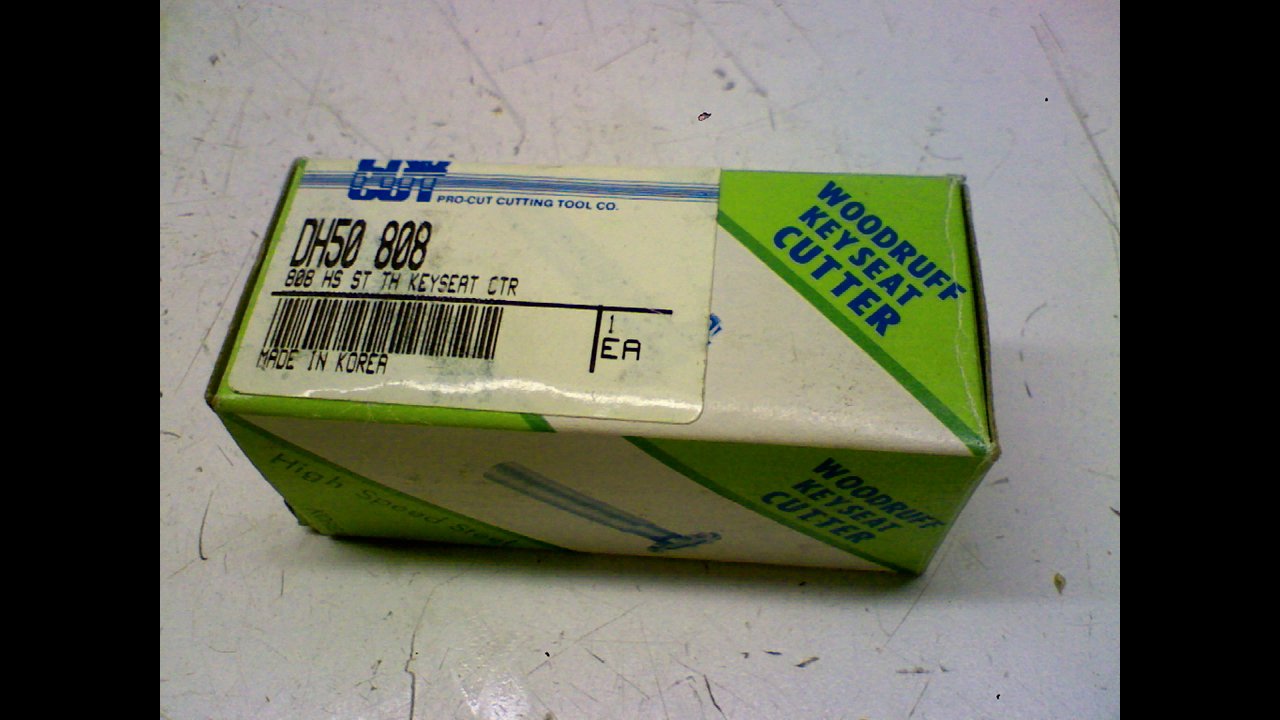 CUT
PRO-CUT CUTTING TOOL CO.
DH50 808
808 HS ST TH KEYSEAT CTR
1
EA
MADE IN KOREA
WOODRUFF
KEYSEAT
CUTTER
WOODRUFF
KEYSEAT
CUTTER
High Speed Steel